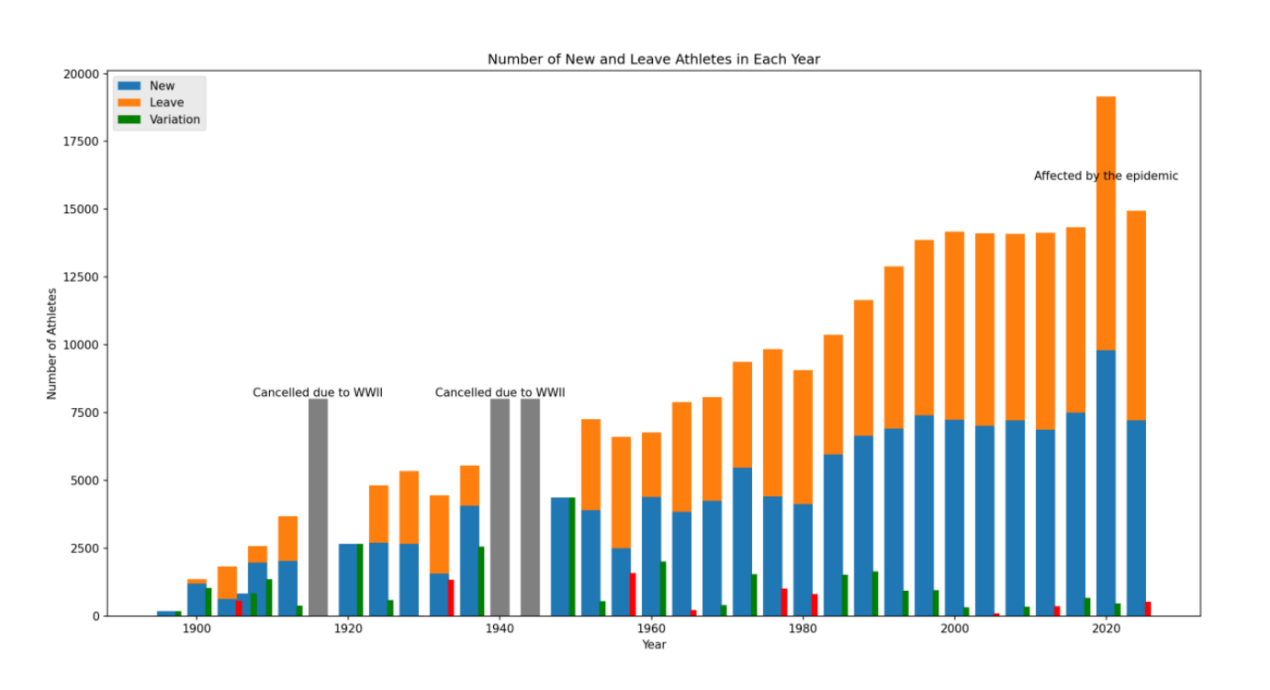 Number of New and Leave Athletes in Each Year
New
Leave
Variation
20000
17500
15000
12500
10000
7500
5000
2500
0
Number of Athletes
Affected by the epidemic
Cancelled due to WWII
Cancelled due to WWII
1900
1920
1940
1960
1980
2000
2020
Year